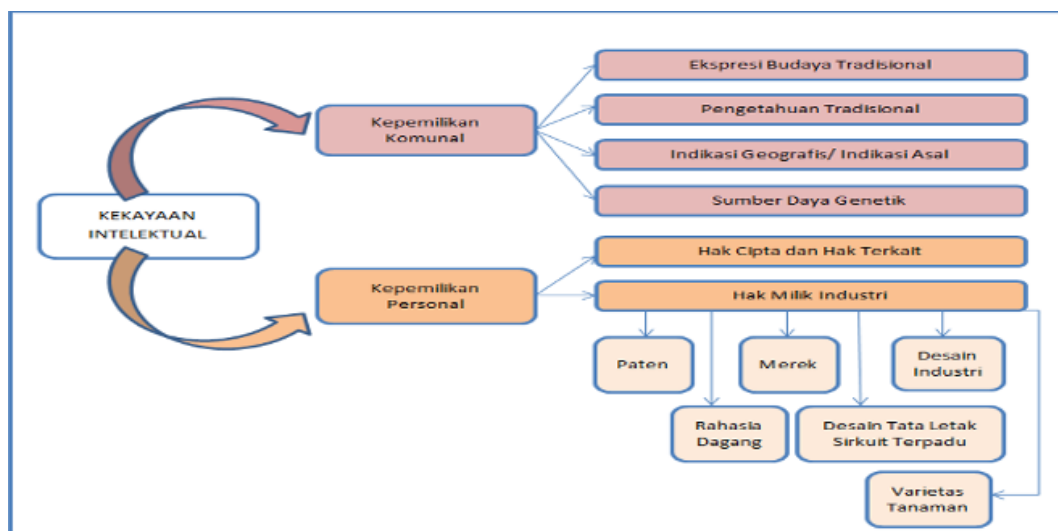 KEKAYAAN
INTELEKTUAL
Kepemilikan
Komunal
Ekspresi Budaya Tradisional
Pengetahuan Tradisional
Indikasi Geografis/ Indikasi Asal
Sumber Daya Genetik
Kepemilikan
Personal
Hak Cipta dan Hak Terkait
Hak Milik Industri
Paten
Merek
Desain
Industri
Rahasia
Dagang
Desain Tata Letak
Sirkuit Terpadu
Varietas
Tanaman